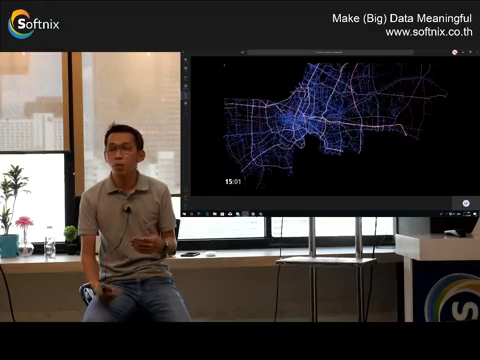 Softnix
Make (Big) Data Meaningful
www.softnix.co.th
15:01
S